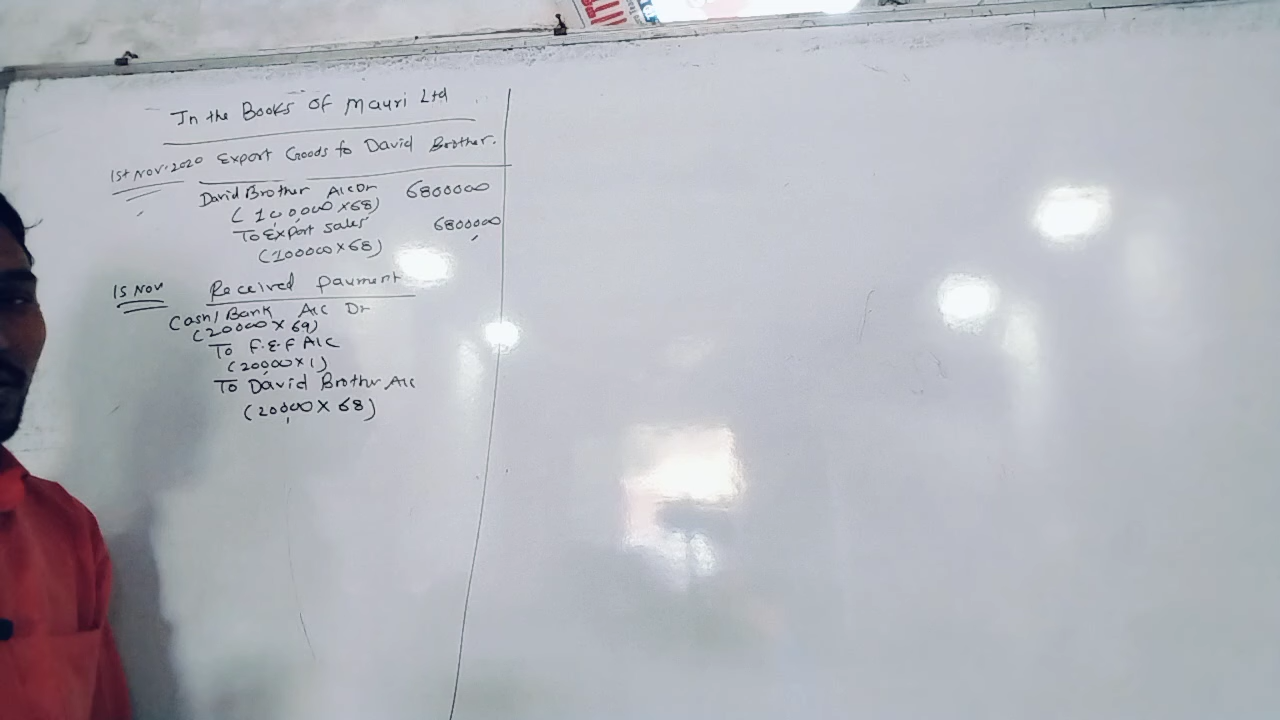 In the Books of Mauri Ltd
1st Nov. 2020 Export Goods to David Brother.
David Brother A/c Dr 6800000
(100000 X 68)
To Export sales 6800000
(100000 X 68)
15 Nov Received Payment
Cash/Bank A/c Dr
(20000 X 69)
To F.E.F A/C
(20000 X 1)
To David Brother A/c
(20000 X 68)